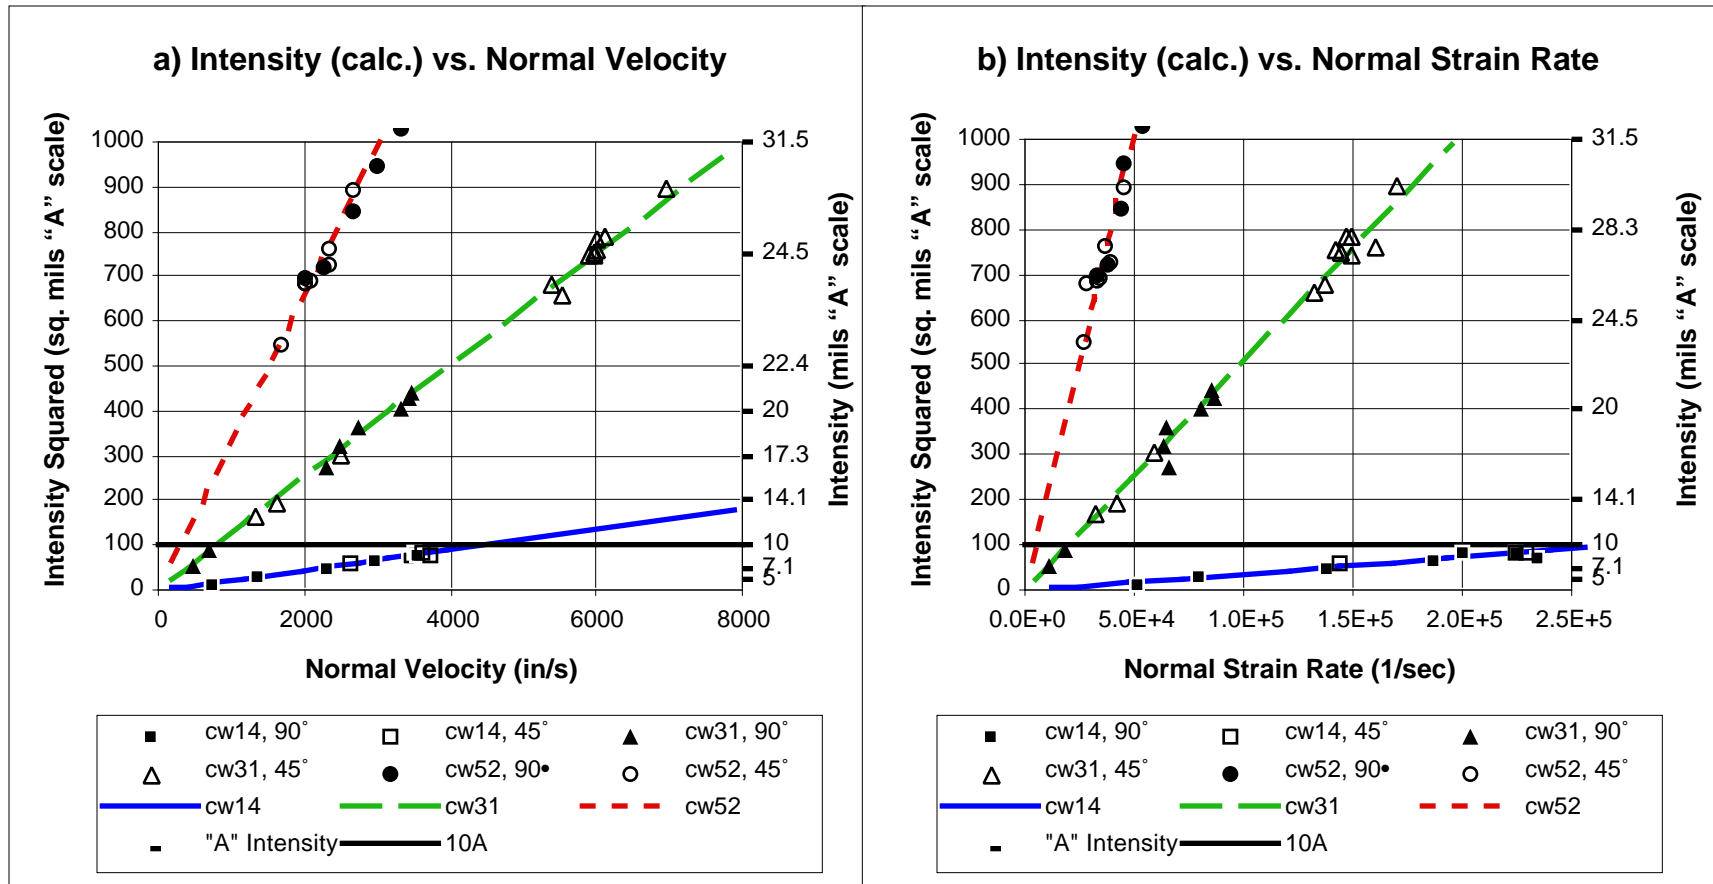 a) Intensity (calc.) vs. Normal Velocity
Intensity Squared (sq. mils “A” scale)
1000
900
800
700
600
500
400
300
200
100
0
31.5
28.3
24.5
22.4
20
17.3
14.1
10
7.1
5
Intensity (mils “A” scale)
0
2000
4000
6000
8000
Normal Velocity (in/s)
cw14, 90°
cw14, 45°
cw31, 90°
cw31, 45°
cw52, 90•
cw52, 45°
cw14
cw31
cw52
"A" Intensity
10A
b) Intensity (calc.) vs. Normal Strain Rate
Intensity Squared (sq. mils “A” scale)
1000
900
800
700
600
500
400
300
200
100
0
31.5
28.3
24.5
20
14.1
10
7.1
5
Intensity (mils “A” scale)
0.0E+0
5.0E+4
1.0E+5
1.5E+5
2.0E+5
2.5E+5
Normal Strain Rate (1/sec)
cw14, 90°
cw14, 45°
cw31, 90°
cw31, 45°
cw52, 90•
cw52, 45°
cw14
cw31
cw52
"A" Intensity
10A